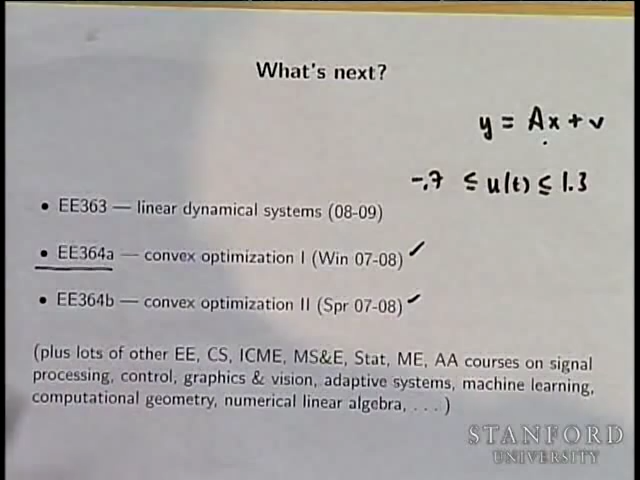 What's next?
y = Ax + v
-.7 ≤ u(t) ≤ 1.3
• EE363 — linear dynamical systems (08-09)
• EE364a — convex optimization I (Win 07-08) ✓
• EE364b — convex optimization II (Spr 07-08) ✓
(plus lots of other EE, CS, ICME, MS&E, Stat, ME, AA courses on signal
processing, control, graphics & vision, adaptive systems, machine learning,
computational geometry, numerical linear algebra, . . . )
STANFORD
UNIVERSITY